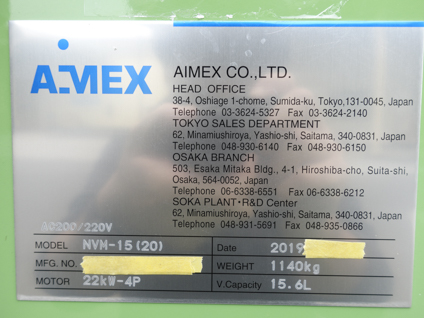 AIMEX
AIMEX CO.,LTD.
HEAD OFFICE
38-4, Oshiage 1-chome, Sumida-ku, Tokyo,131-0045, Japan
Telephone 03-3624-5327 Fax 03-3624-2140
TOKYO SALES DEPARTMENT
62, Minamiushiroya, Yashio-shi, Saitama, 340-0831, Japan
Telephone 048-930-6140 Fax 048-930-6150
OSAKA BRANCH
503, Esaka Mitaka Bldg., 4-1, Hiroshiba-cho, Suita-shi,
Osaka, 564-0052, Japan
Telephone 06-6338-6551 Fax 06-6338-6212
SOKA PLANT・R&D Center
62, Minamiushiroya, Yashio-shi, Saitama, 340-0831, Japan
Telephone 048-931-5691 Fax 048-935-0866
AC200/220V
MODEL NVM-15(20) Date 2019
MFG. NO. WEIGHT 1140kg
MOTOR 22kW-4P V.Capacity 15.6L